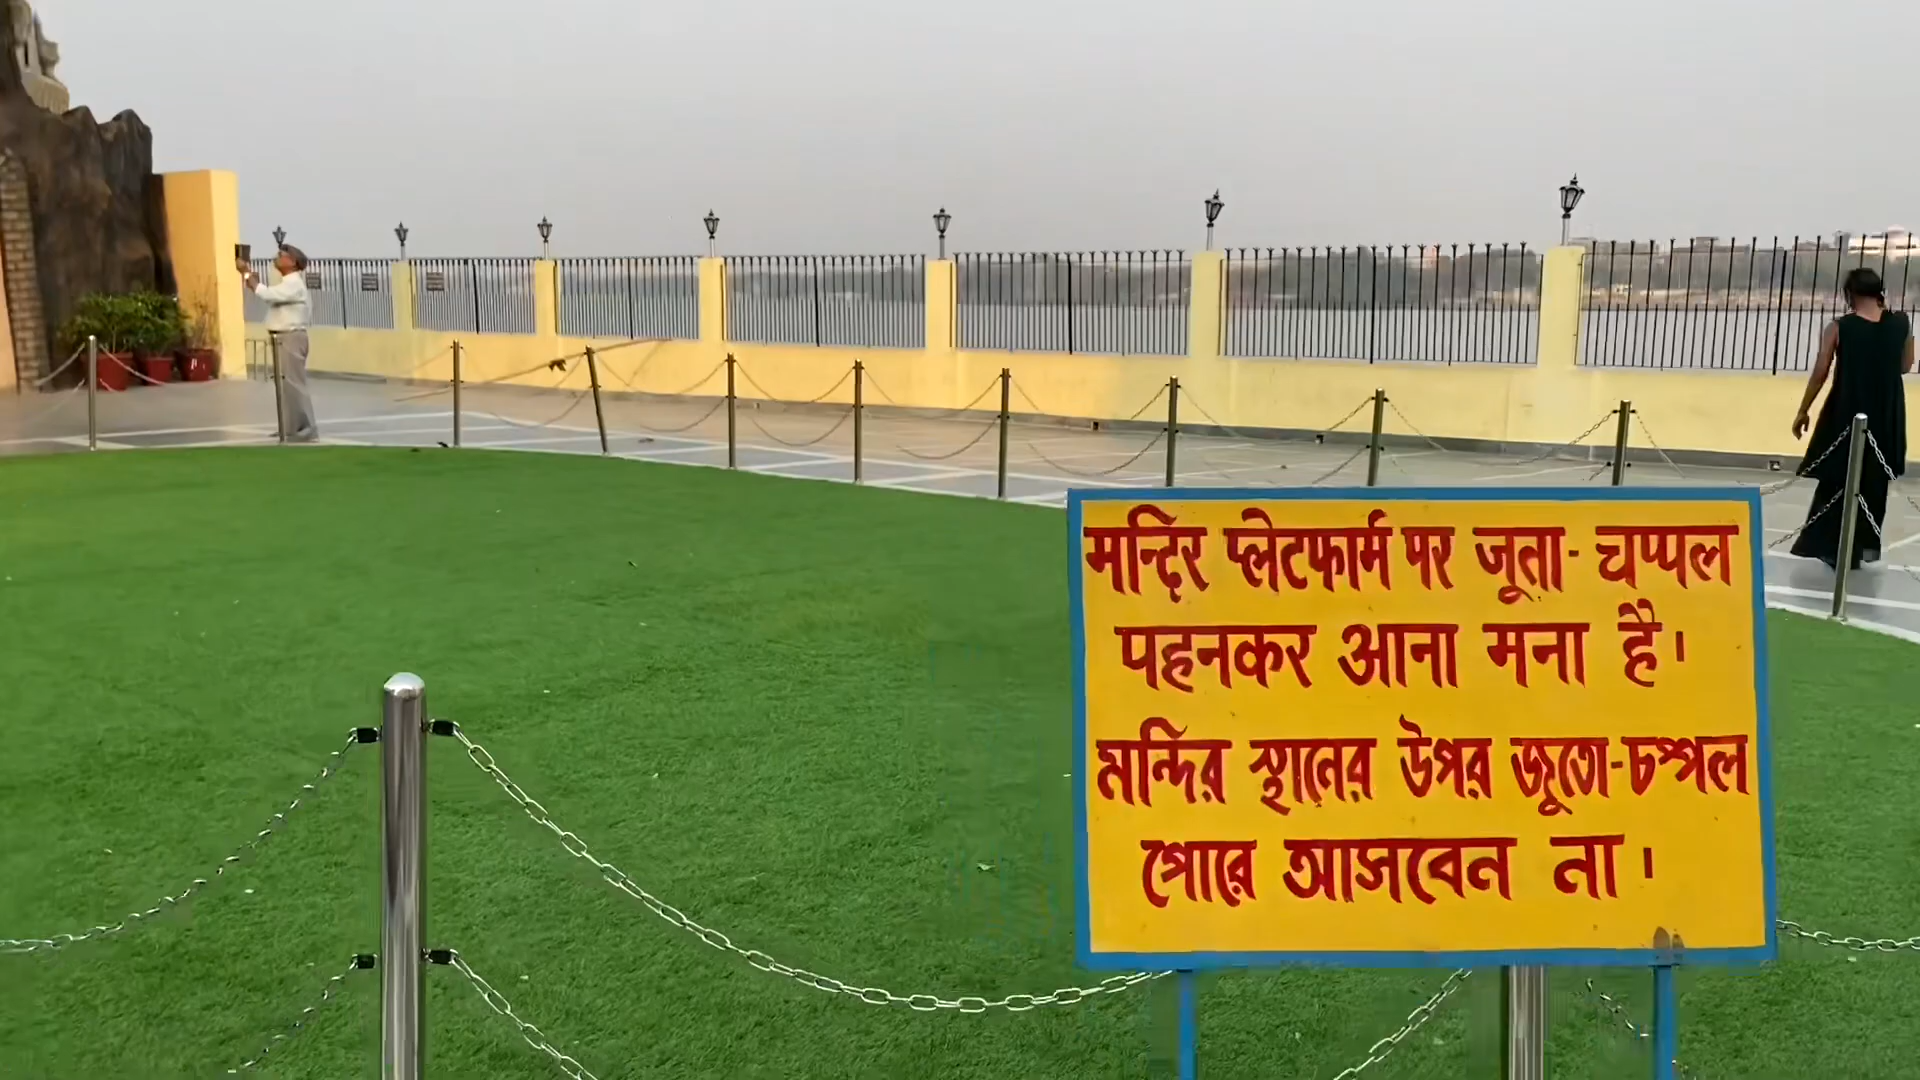 मन्दिर प्लेटफार्म पर जूता- चप्पल
पहनकर आना मना है।
মন্দির স্থানের উপর জুতো-চপ্পল
পোরে আসবেন না।